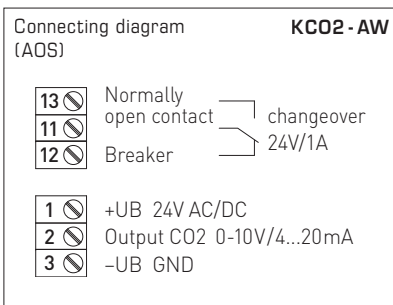 Connecting diagram KCO2-AW
(AOS)
13 Normally
open contact
11
12 Breaker
changeover
24V/1A
1 +UB 24V AC/DC
2 Output CO2 0-10V/4...20mA
3 –UB GND